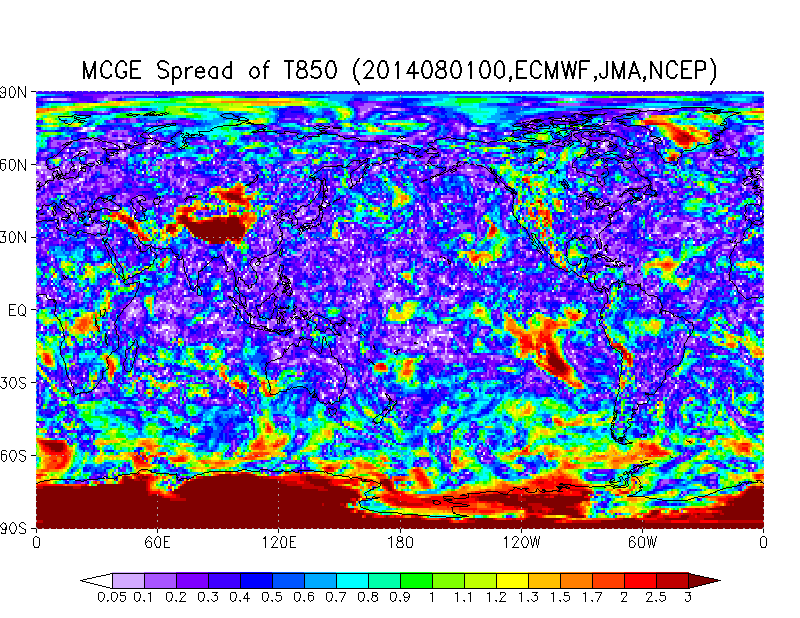 MCGE Spread of T850 (2014080100,ECMWF,JMA,NCEP)
90N
60N
30N
EQ
30S
60S
90S
0 60E 120E 180 120W 60W 0
0.05 0.1 0.2 0.3 0.4 0.5 0.6 0.7 0.8 0.9 1 1.1 1.2 1.3 1.5 1.7 2 2.5 3